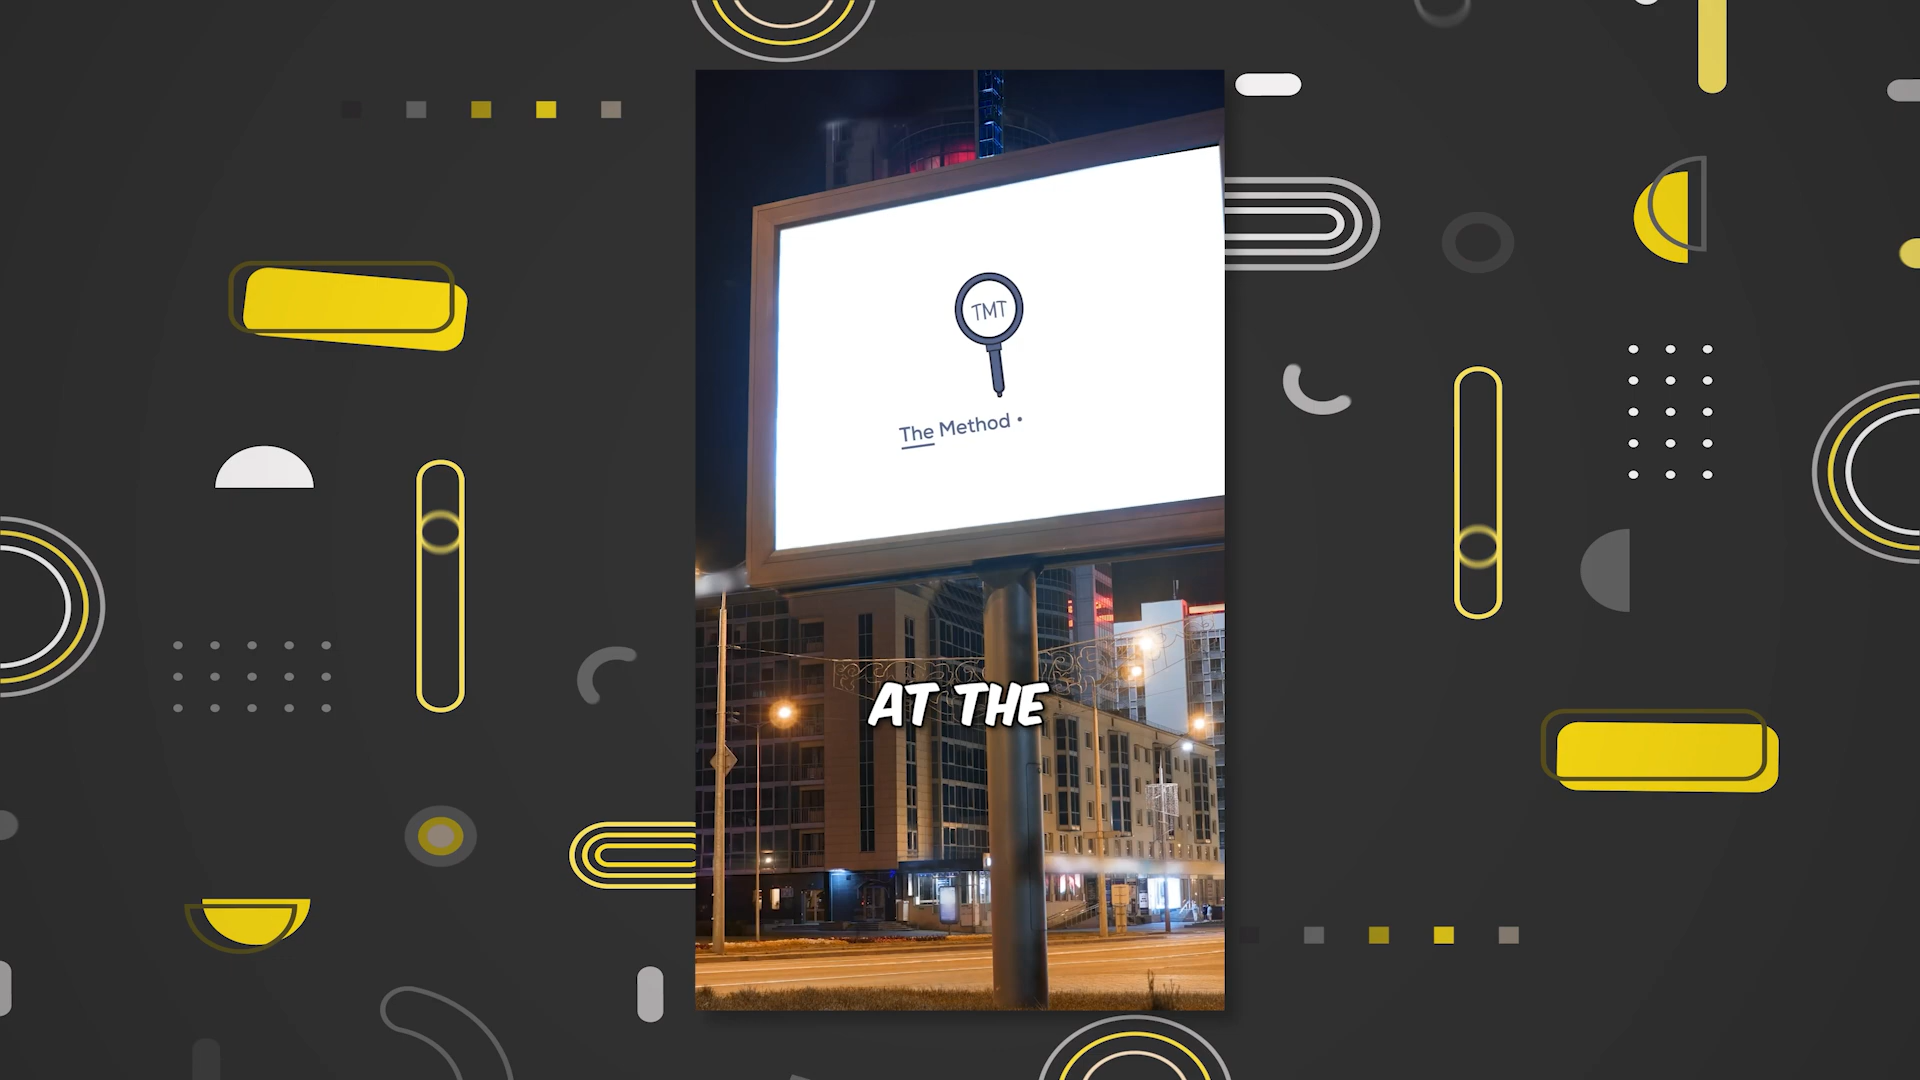 TMT
The Method •
AT THE